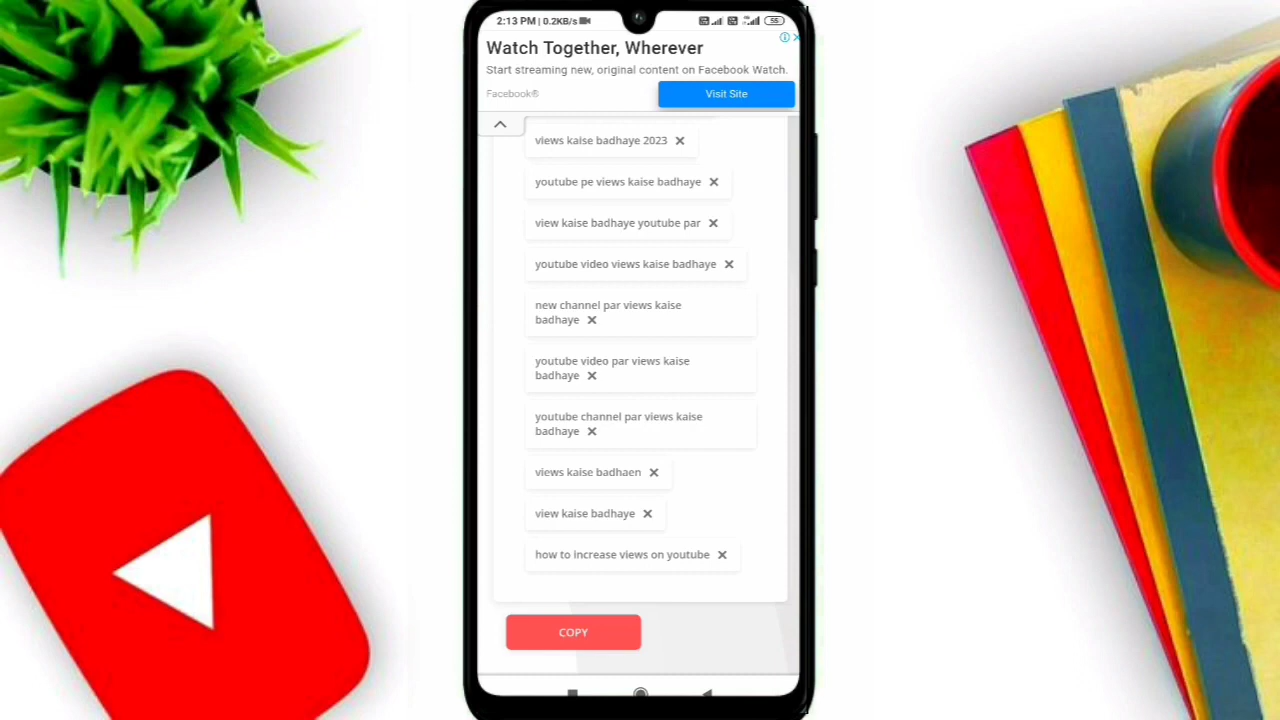 2:13 PM | 0.2KB/s
55
Watch Together, Wherever
Start streaming new, original content on Facebook Watch.
Facebook®
Visit Site
views kaise badhaye 2023 ✕
youtube pe views kaise badhaye ✕
view kaise badhaye youtube par ✕
youtube video views kaise badhaye ✕
new channel par views kaise
badhaye ✕
youtube video par views kaise
badhaye ✕
youtube channel par views kaise
badhaye ✕
views kaise badhaen ✕
view kaise badhaye ✕
how to increase views on youtube ✕
COPY